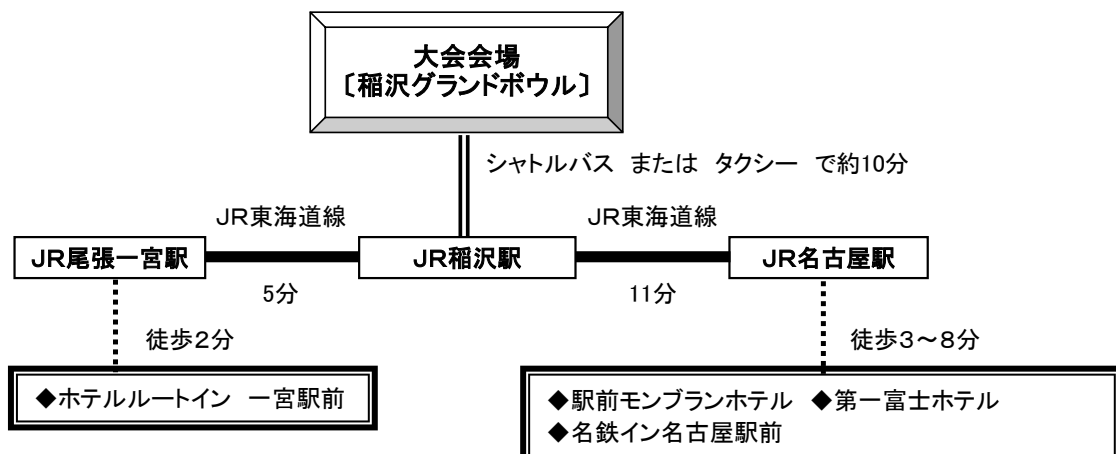 大会会場
〔稲沢グランドボウル〕
シャトルバス または タクシー で約10分
JR東海道線
JR東海道線
JR尾張一宮駅
JR稲沢駅
JR名古屋駅
5分
11分
徒歩2分
徒歩3～8分
◆ホテルルートイン 一宮駅前
◆駅前モンブランホテル ◆第一富士ホテル
◆名鉄イン名古屋駅前